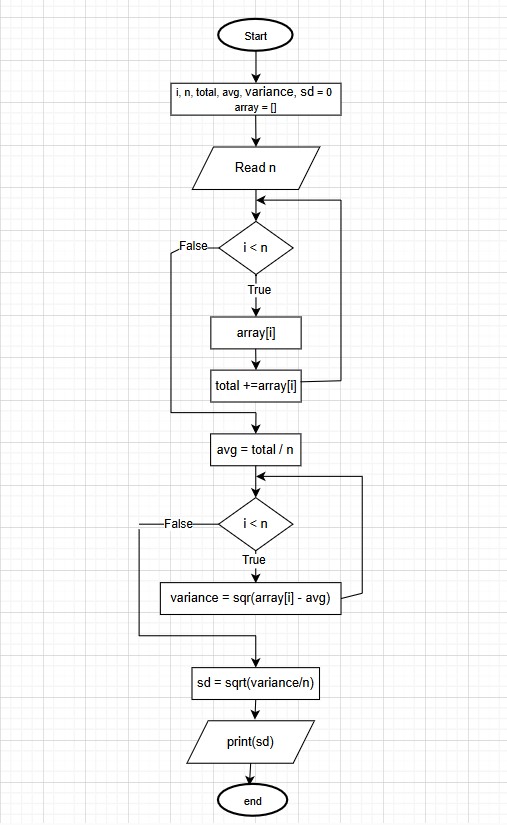 Start
i, n, total, avg, variance, sd = 0
array = []
Read n
i < n
False
True
array[i]
total +=array[i]
avg = total / n
i < n
False
True
variance = sqr(array[i] - avg)
sd = sqrt(variance/n)
print(sd)
end